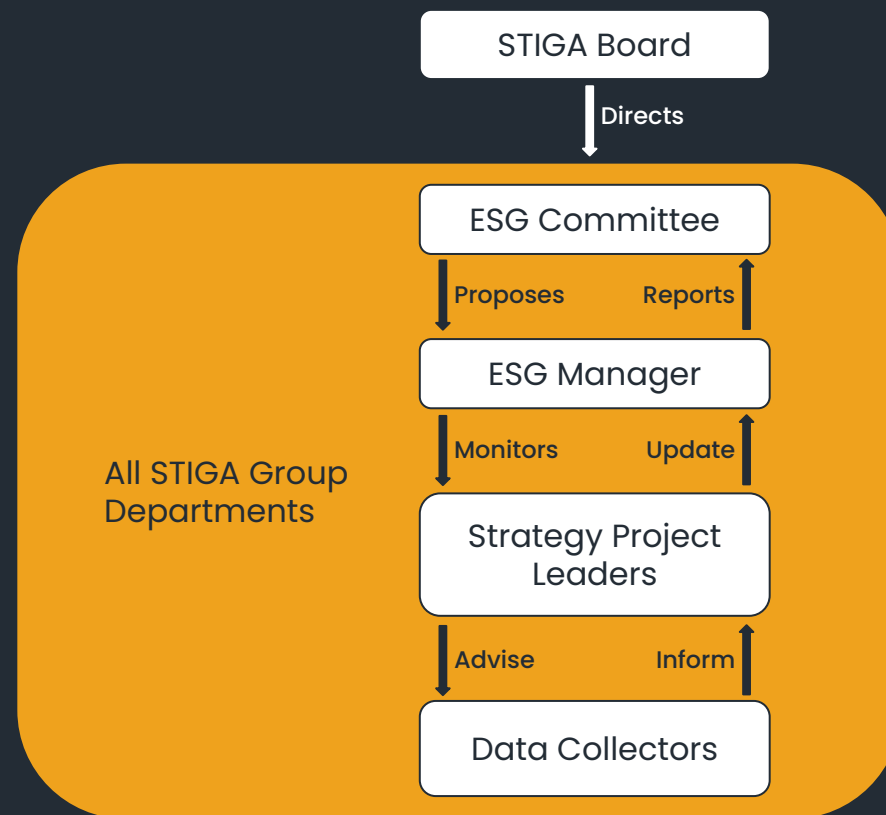 STIGA Board
Directs
ESG Committee
Proposes
Reports
ESG Manager
Monitors
Update
All STIGA Group
Departments
Strategy Project
Leaders
Advise
Inform
Data Collectors